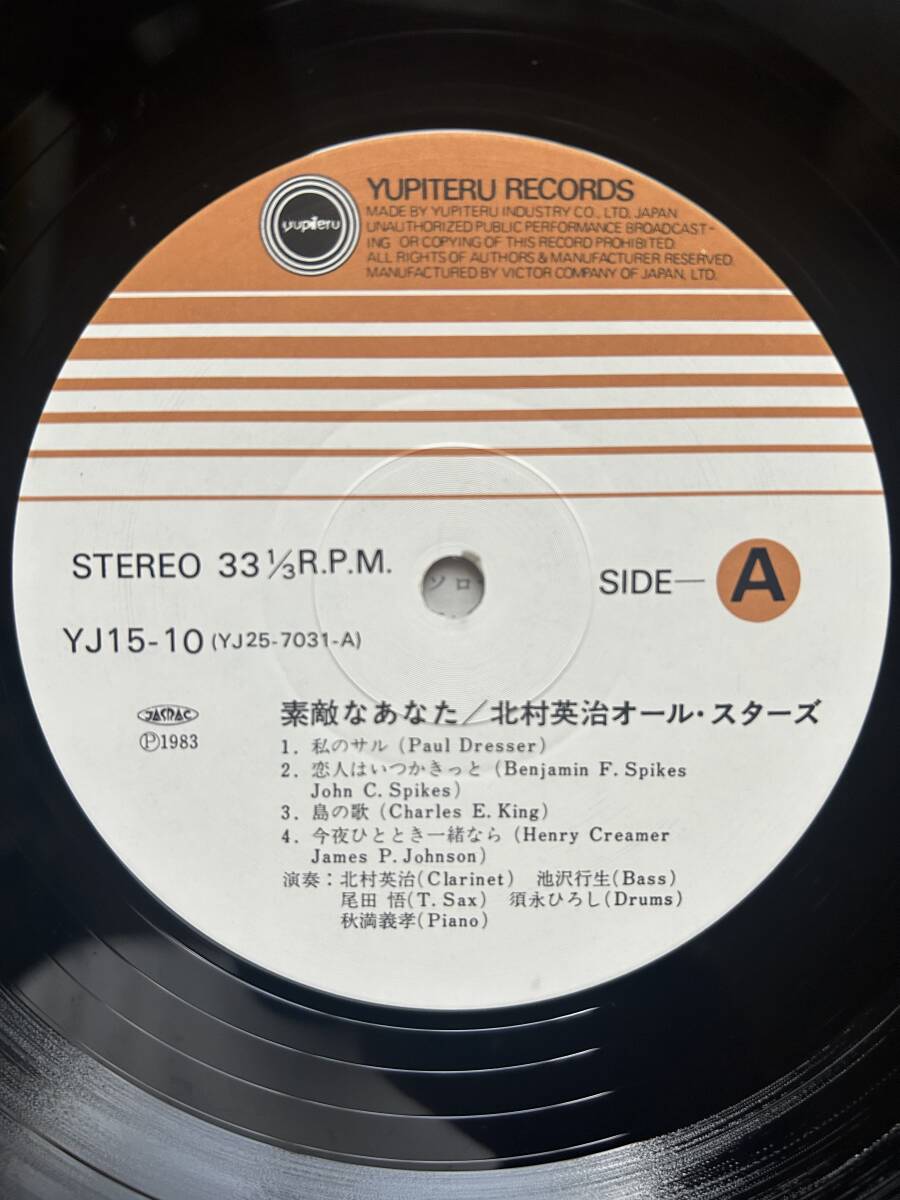 YUPITERU RECORDS
yupiteru
MADE BY YUPITERU INDUSTRY CO., LTD, JAPAN
UNAUTHORIZED PUBLIC PERFORMANCE BROADCAST-
ING OR COPYING OF THIS RECORD PROHIBITED.
ALL RIGHTS OF AUTHORS & MANUFACTURER RESERVED.
MANUFACTURED BY VICTOR COMPANY OF JAPAN, LTD.
STEREO 33 1/3 R.P.M.
ソロ
SIDE— A
YJ15-10 (YJ25-7031-A)
JASRAC
Ⓟ1983
素敵なあなた/北村英治オール・スターズ
1. 私のサル (Paul Dresser)
2. 恋人はいつかきっと (Benjamin F. Spikes
John C. Spikes)
3. 島の歌 (Charles E. King)
4. 今夜ひととき一緒なら (Henry Creamer
James P. Johnson)
演奏:北村英治(Clarinet) 池沢行生(Bass)
尾田 悟(T. Sax) 須永ひろし(Drums)
秋満義孝(Piano)